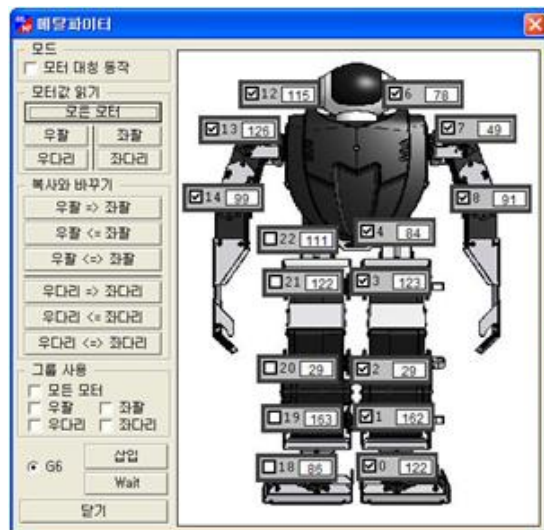 메탈파이터
모드
모터 대칭 동작
모터값 읽기
모든 모터
우팔 좌팔
우다리 좌다리
복사와 바꾸기
우팔 => 좌팔
우팔 <= 좌팔
우팔 <=> 좌팔
우다리 => 좌다리
우다리 <= 좌다리
우다리 <=> 좌다리
그룹 사용
모든 모터
우팔 좌팔
우다리 좌다리
G6
삽입
Wait
닫기
12 115 6 78
13 126 7 49
14 99 8 91
22 111 4 84
21 122 3 123
20 29 2 29
19 163 1 162
18 86 0 122